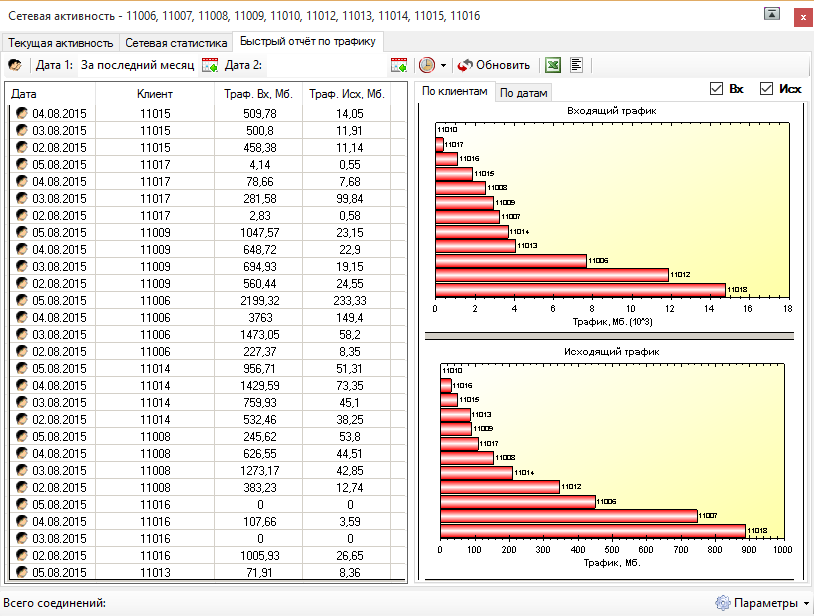 Сетевая активность - 11006, 11007, 11008, 11009, 11010, 11012, 11013, 11014, 11015, 11016
Текущая активность Сетевая статистика Быстрый отчёт по трафику
Дата 1: За последний месяц Дата 2: Обновить
Дата Клиент Траф. Вх, Мб. Траф. Исх, Мб.
04.08.2015 11015 509,78 14,05
03.08.2015 11015 500,8 11,91
02.08.2015 11015 458,38 11,14
05.08.2015 11017 4,14 0,55
04.08.2015 11017 78,66 7,68
03.08.2015 11017 281,58 99,84
02.08.2015 11017 2,83 0,58
05.08.2015 11009 1047,57 23,15
04.08.2015 11009 648,72 22,9
03.08.2015 11009 694,93 19,15
02.08.2015 11009 560,44 24,55
05.08.2015 11006 2199,32 233,33
04.08.2015 11006 3763 149,4
03.08.2015 11006 1473,05 58,2
02.08.2015 11006 227,37 8,35
05.08.2015 11014 956,71 51,31
04.08.2015 11014 1429,59 73,35
03.08.2015 11014 759,93 45,1
02.08.2015 11014 532,46 38,25
05.08.2015 11008 245,62 53,8
04.08.2015 11008 626,55 44,51
03.08.2015 11008 1273,17 42,85
02.08.2015 11008 383,23 12,74
05.08.2015 11016 0 0
04.08.2015 11016 107,66 3,59
03.08.2015 11016 0 0
02.08.2015 11016 1005,93 26,65
05.08.2015 11013 71,91 8,36
По клиентам По датам Вх Исх
Входящий трафик
11010
11017
11016
11015
11008
11009
11007
11014
11013
11006
11012
11018
0 2 4 6 8 10 12 14 16 18
Трафик, Мб. (10^3)
Исходящий трафик
11010
11016
11015
11013
11009
11017
11008
11014
11012
11006
11007
11018
0 100 200 300 400 500 600 700 800 900 1000
Трафик, Мб.
Всего соединений: Параметры